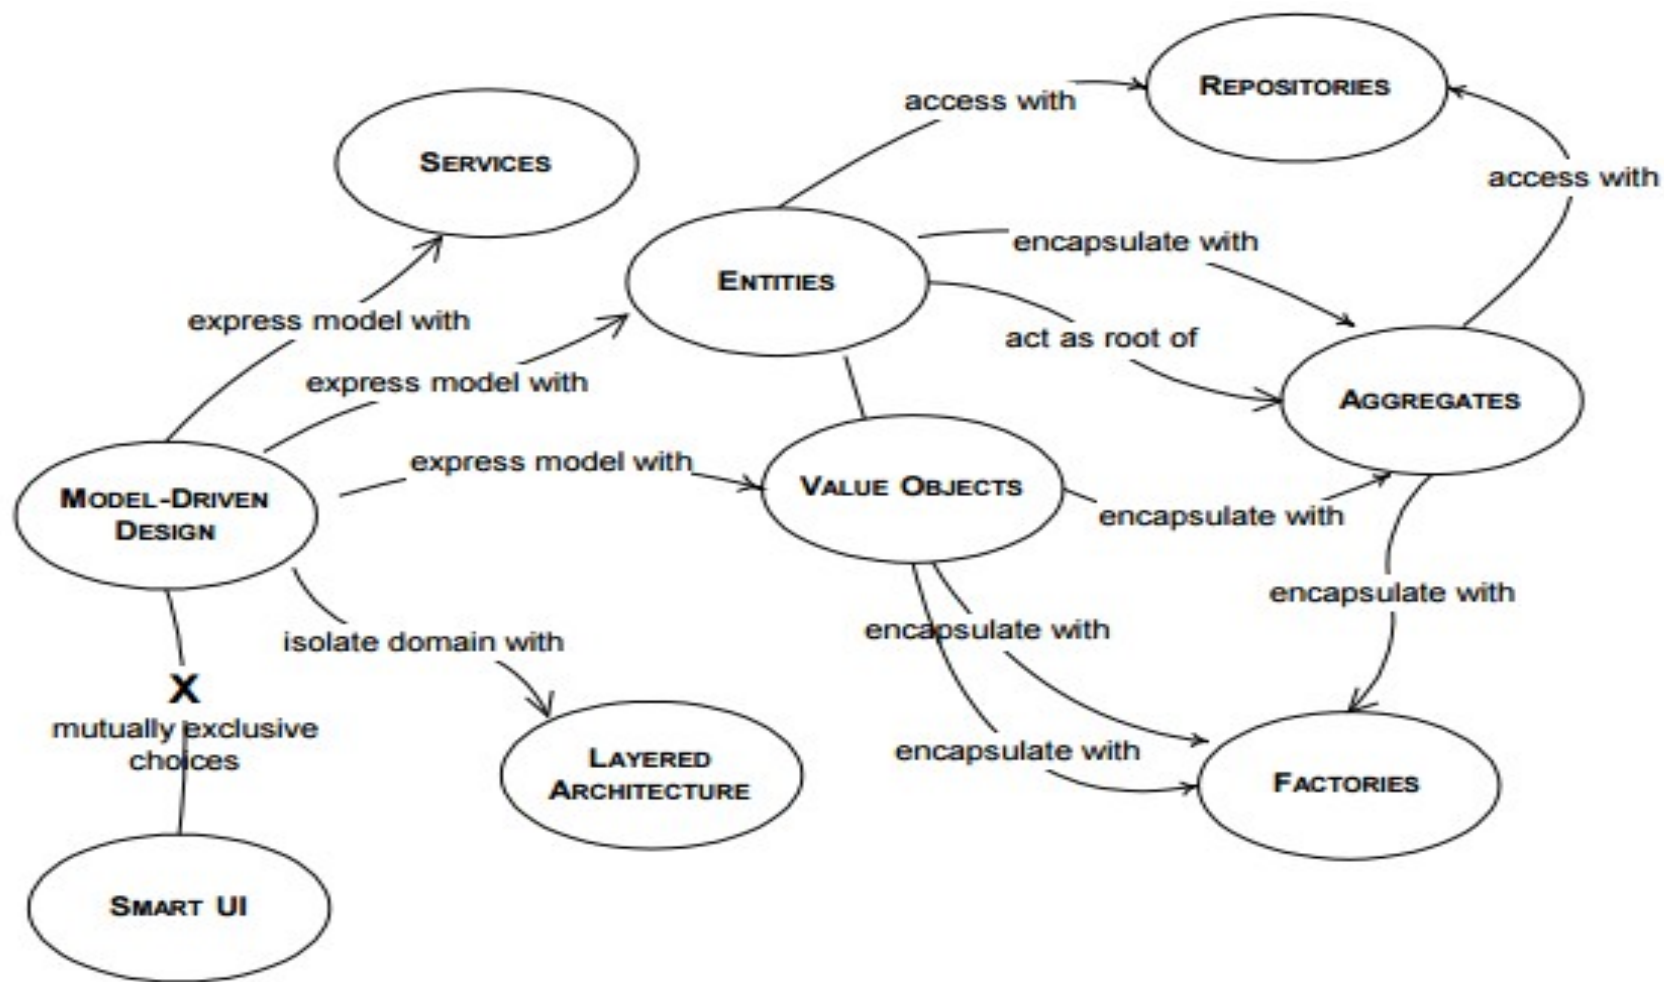 REPOSITORIES
access with
SERVICES
access with
encapsulate with
ENTITIES
express model with
act as root of
express model with
AGGREGATES
express model with
VALUE OBJECTS
MODEL-DRIVEN
DESIGN
encapsulate with
encapsulate with
encapsulate with
isolate domain with
X
mutually exclusive
choices
encapsulate with
LAYERED
ARCHITECTURE
FACTORIES
SMART UI